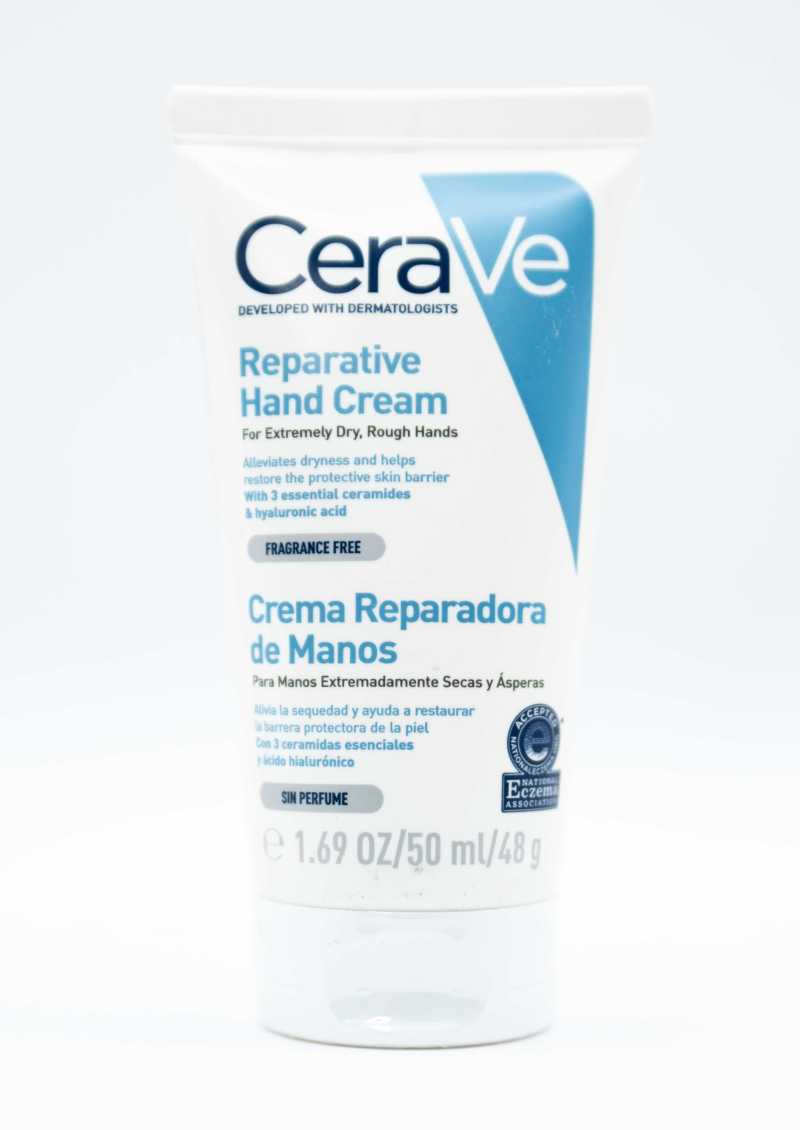 CeraVe
DEVELOPED WITH DERMATOLOGISTS
Reparative
Hand Cream
For Extremely Dry, Rough Hands
Alleviates dryness and helps
restore the protective skin barrier
With 3 essential ceramides
& hyaluronic acid
FRAGRANCE FREE
Crema Reparadora
de Manos
Para Manos Extremadamente Secas y Ásperas
Alivia la sequedad y ayuda a restaurar
la barrera protectora de la piel
Con 3 ceramidas esenciales
y ácido hialurónico
ACCEPTED
NATIONAL ECZEMA
NATIONAL
Eczema
ASSOCIATION
SIN PERFUME
℮ 1.69 OZ/50 ml/48 g